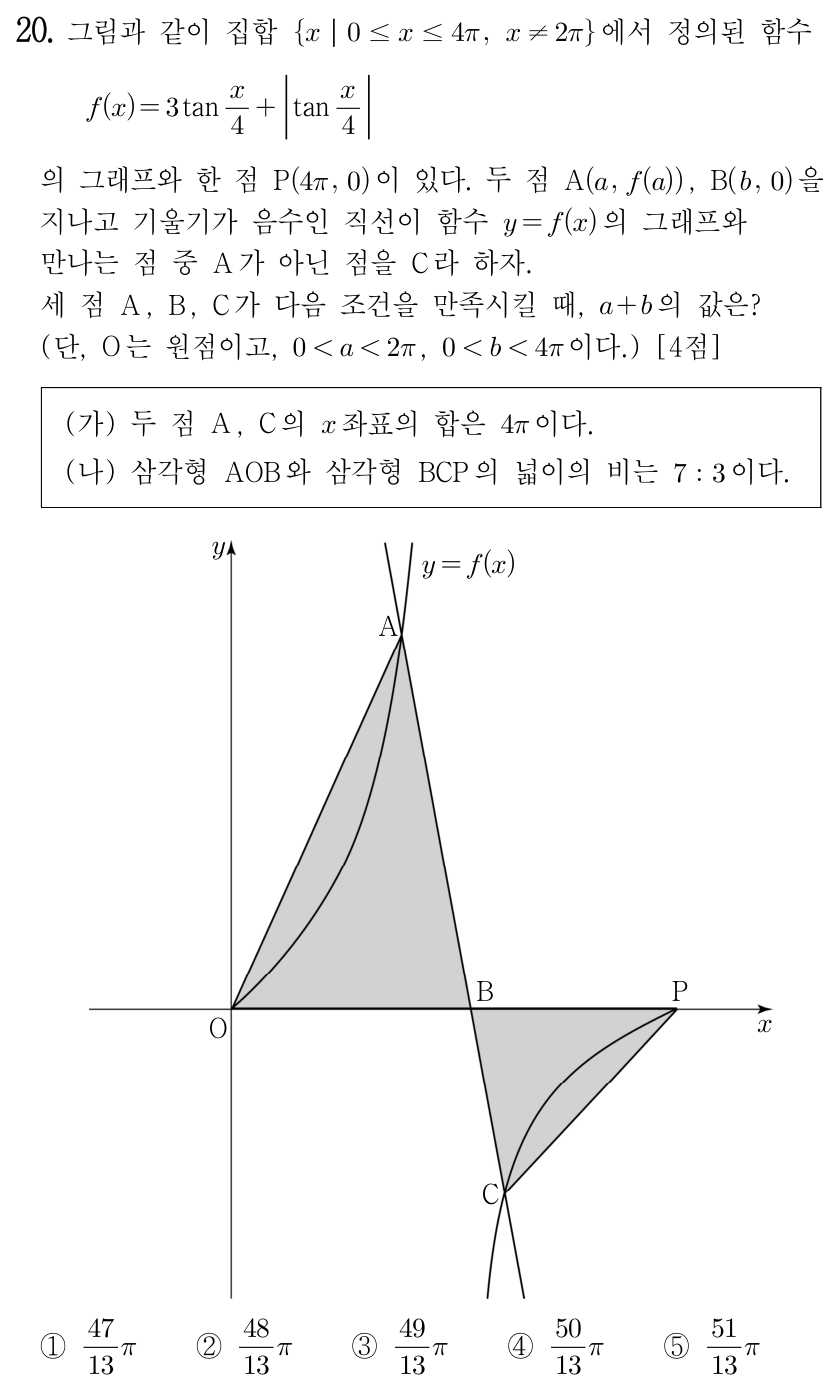 20. 그림과 같이 집합 {x | 0 ≤ x ≤ 4π, x ≠ 2π}에서 정의된 함수
f(x) = 3tan x/4 + |tan x/4|
의 그래프와 한 점 P(4π, 0)이 있다. 두 점 A(a, f(a)), B(b, 0)을
지나고 기울기가 음수인 직선이 함수 y = f(x)의 그래프와
만나는 점 중 A가 아닌 점을 C라 하자.
세 점 A, B, C가 다음 조건을 만족시킬 때, a+b의 값은?
(단, O는 원점이고, 0 < a < 2π, 0 < b < 4π이다.) [4점]
(가) 두 점 A, C의 x좌표의 합은 4π이다.
(나) 삼각형 AOB와 삼각형 BCP의 넓이의 비는 7 : 3이다.
y
y = f(x)
A
B
P
O
x
C
① 47/13 π ② 48/13 π ③ 49/13 π ④ 50/13 π ⑤ 51/13 π